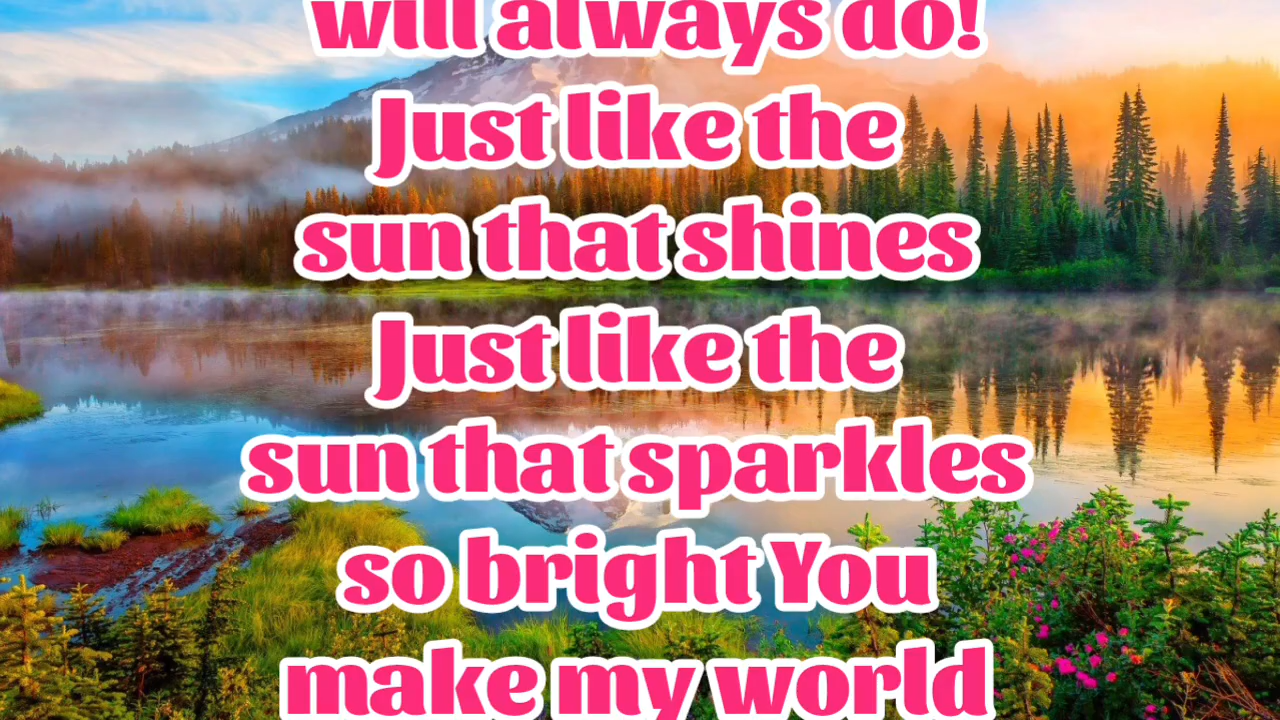 will always do!
Just like the
sun that shines
Just like the
sun that sparkles
so bright You
make my world